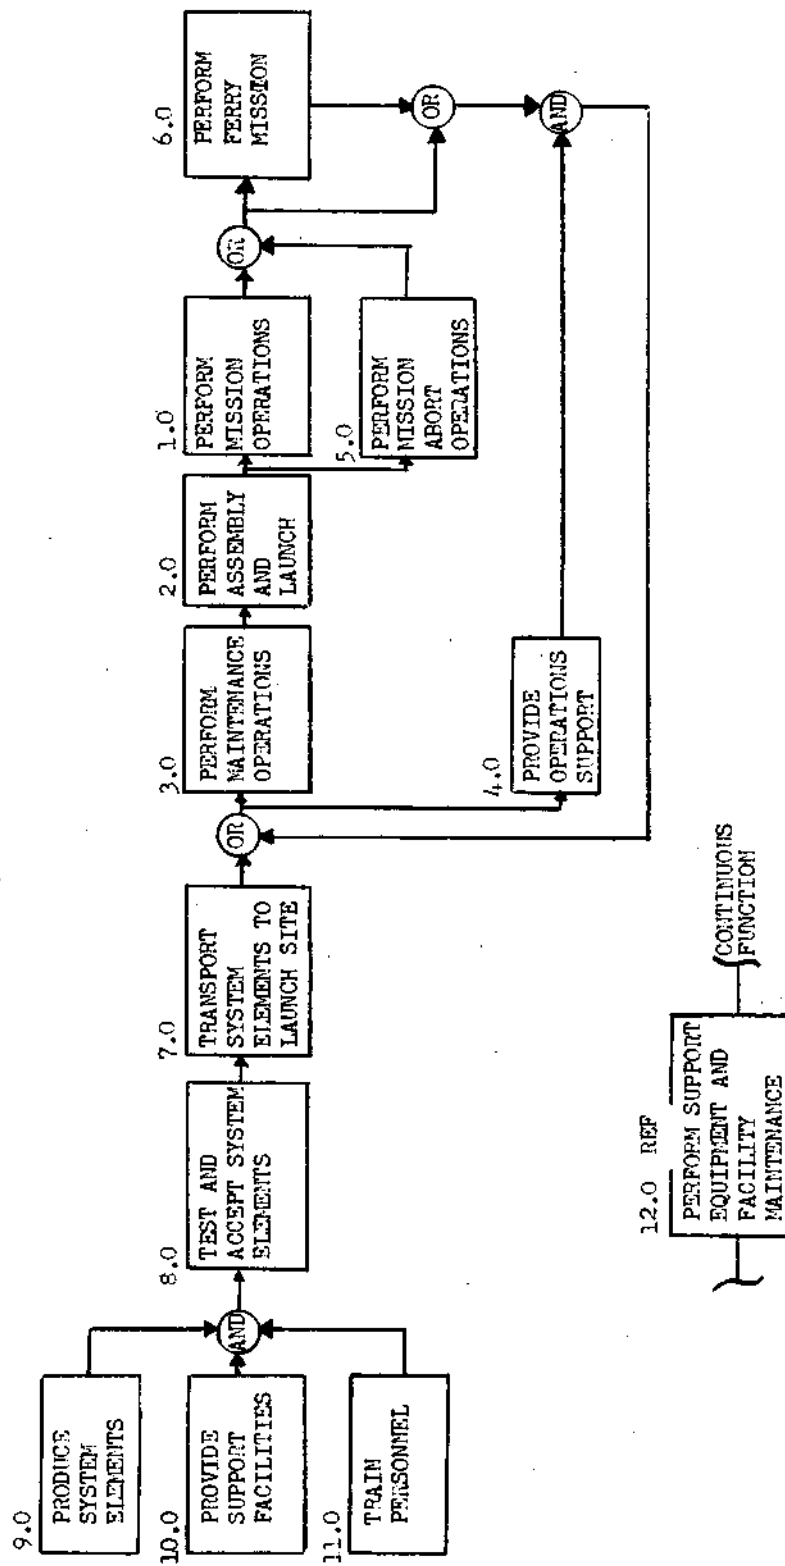 9.0
PRODUCE
SYSTEM
ELEMENTS
10.0
PROVIDE
SUPPORT
FACILITIES
11.0
TRAIN
PERSONNEL
AND
8.0
TEST AND
ACCEPT SYSTEM
ELEMENTS
7.0
TRANSPORT
SYSTEM
ELEMENTS TO
LAUNCH SITE
OR
3.0
PERFORM
MAINTENANCE
OPERATIONS
2.0
PERFORM
ASSEMBLY
AND
LAUNCH
1.0
PERFORM
MISSION
OPERATIONS
OR
6.0
PERFORM
FERRY
MISSION
5.0
PERFORM
MISSION
ABORT
OPERATIONS
OR
4.0
PROVIDE
OPERATIONS
SUPPORT
AND
12.0 REF
PERFORM SUPPORT
EQUIPMENT AND
FACILITY
MAINTENANCE
CONTINUOUS
FUNCTION